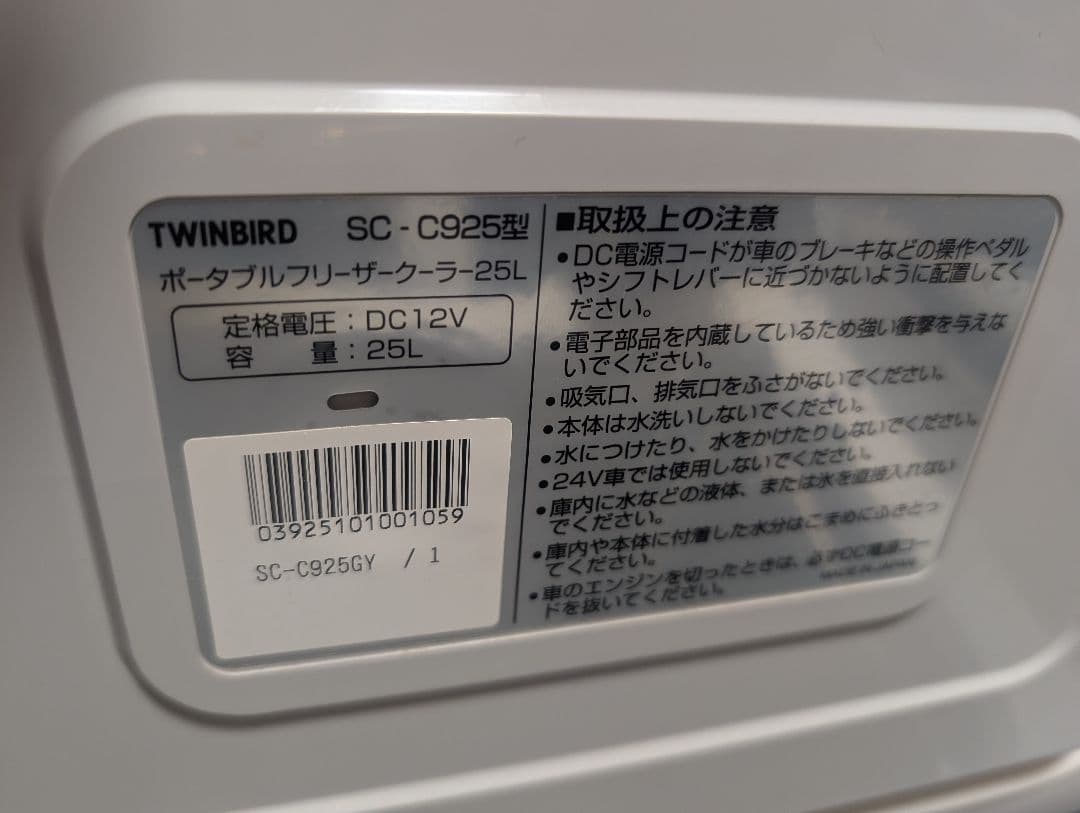 TWINBIRD SC-C925型
ポータブルフリーザークーラー25L
定格電圧：DC12V
容 量：25L
03925101001059
SC-C925GY / 1
■取扱上の注意
●DC電源コードが車のブレーキなどの操作ペダル
やシフトレバーに近づかないように配置してく
ださい。
●電子部品を内蔵しているため強い衝撃を与えな
いでください。
●吸気口、排気口をふさがないでください。
●本体は水洗いしないでください。
●水につけたり、水をかけたりしないでください。
●24V車では使用しないでください。
●庫内に水などの液体、または氷を直接入れない
でください。
●庫内や本体に付着した水分はこまめにふきとっ
てください。
●車のエンジンを切ったときは、必ずDC電源コー
ドを抜いてください。
MADE IN JAPAN